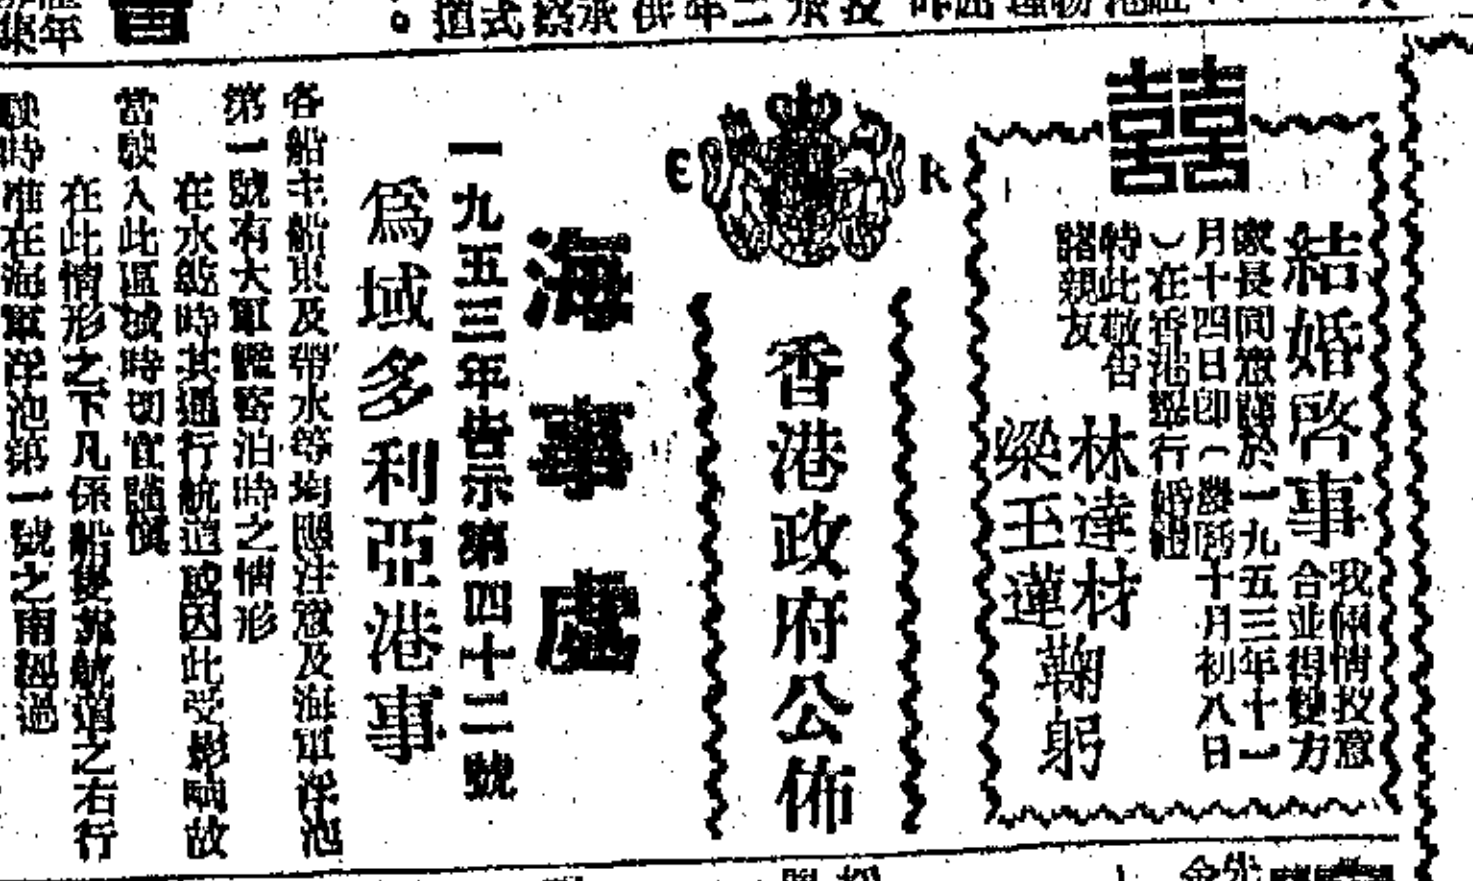 囍
結婚啓事
我倆情投意
合並得雙方
家長同意謹於一九五三年十一
月十四日卽(農曆十月初八日
)在香港舉行婚禮
特此敬告
諸親友
林達材
梁玉蓮
鞠躬
E R
香港政府公佈
海事處
一九五三年告示第四十二號
爲域多利亞港事
各船主船東及帶水等均照注意及海軍浮泡
第一號有大軍艦寄泊時之情形
在水乾時其通行航道或因此受影响故
當駛入此區域時切宜謹慎
在此情形之下凡係船隻在航道之右行
駛時准在海軍浮泡第一號之南經過